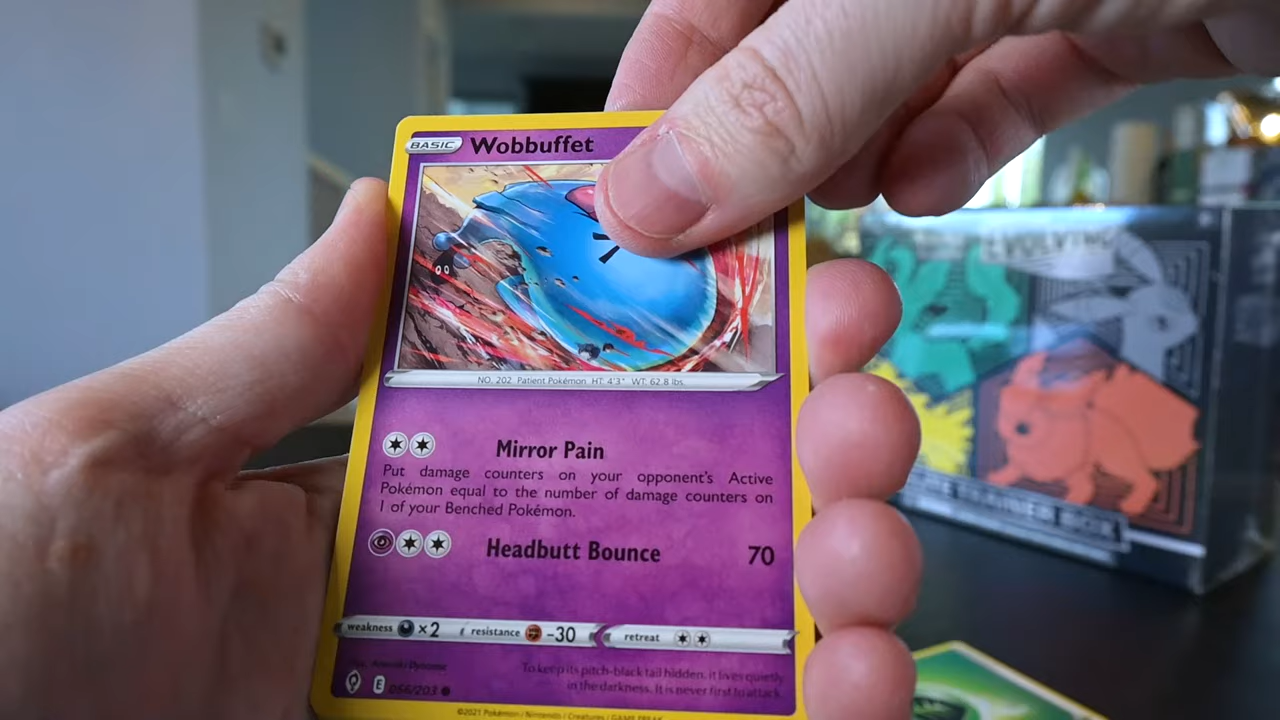 BASIC Wobbuffet
NO. 202 Patient Pokémon HT: 4'3" WT: 62.8 lbs.
Mirror Pain
Put damage counters on your opponent's Active
Pokémon equal to the number of damage counters on
1 of your Benched Pokémon.
Headbutt Bounce 70
weakness ×2 resistance -30 retreat
To keep its pitch-black tail hidden, it lives quietly
in the darkness. It is never first to attack.
E 066/203
©2021 Pokémon / Nintendo / Creatures / GAME FREAK
EVOLVING
TRAINER BOX